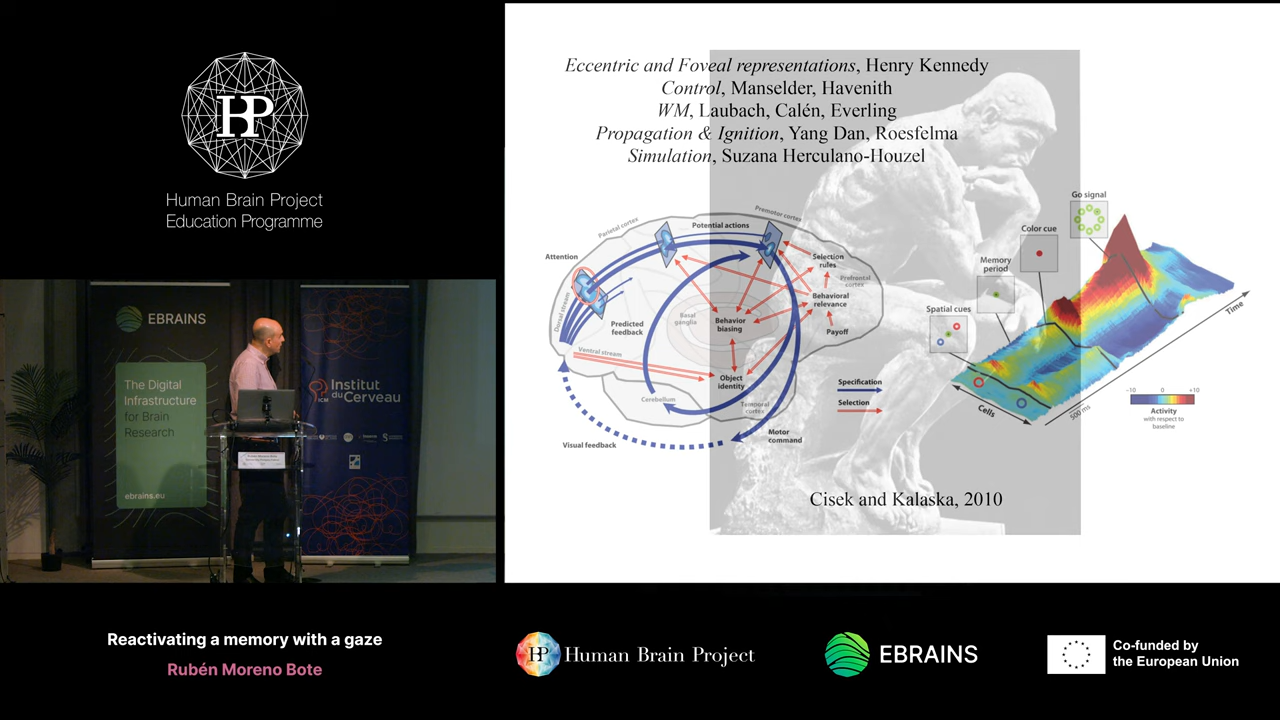 HP
Human Brain Project
Education Programme
EBRAINS
The Digital
Infrastructure
for Brain
Research
ebrains.eu
ICM
Institut
du Cerveau
Eccentric and Foveal representations, Henry Kennedy
Control, Manselder, Havenith
WM, Laubach, Calén, Everling
Propagation & Ignition, Yang Dan, Roesfelma
Simulation, Suzana Herculano-Houzel
Parietal cortex
Potential actions
Premotor cortex
Attention
Dorsal stream
Selection
rules
Prefrontal
cortex
Behavioral
relevance
Predicted
feedback
Basal
ganglia
Behavior
biasing
Payoff
Ventral stream
Object
identity
Cerebellum
Temporal
cortex
Specification
Selection
Motor
command
Visual feedback
Go signal
Color cue
Memory
period
Spatial cues
Time
Cells
500 ms
-10 0 +10
Activity
with respect to
baseline
Cisek and Kalaska, 2010
Reactivating a memory with a gaze
Rubén Moreno Bote
HP Human Brain Project
EBRAINS
Co-funded by
the European Union